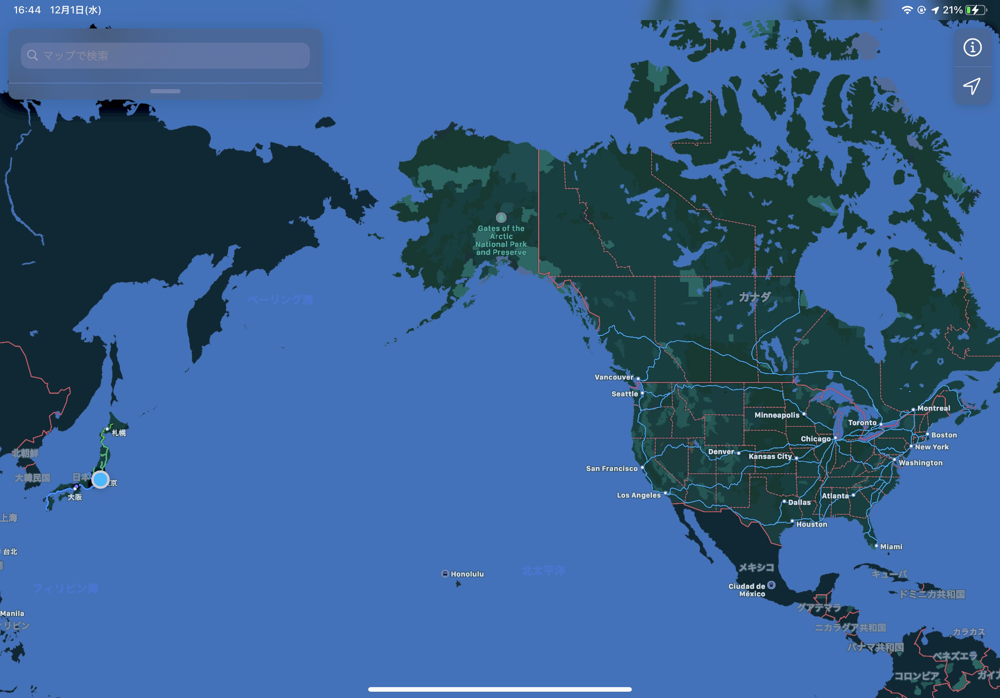 16:44 12月1日(水)
21%
マップで検索
Gates of the
Arctic
National Park
and Preserve
ベーリング海
カナダ
Vancouver
Seattle
Minneapolis
Montreal
Toronto
札幌
Boston
Chicago
New York
北朝鮮
Denver
Kansas City
Washington
San Francisco
大韓民国
日本
京
大阪
Los Angeles
Atlanta
Dallas
上海
Houston
Miami
台北
メキシコ
北太平洋
Honolulu
キューバ
フィリピン海
Ciudad de
México
ドミニカ共和国
グアテマラ
Manila
リピン
ニカラグア共和国
カラカス
パナマ共和国
ベネズエラ
コロンビア
ガイ